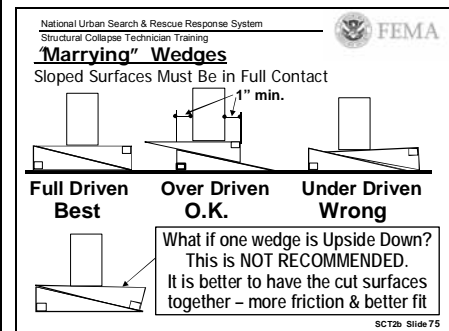 National Urban Search & Rescue Response System
Structural Collapse Technician Training
FEMA
"Marrying" Wedges
Sloped Surfaces Must Be in Full Contact
1" min.
Full Driven
Best
Over Driven
O.K.
Under Driven
Wrong
What if one wedge is Upside Down?
This is NOT RECOMMENDED.
It is better to have the cut surfaces
together – more friction & better fit
SCT2b Slide 75